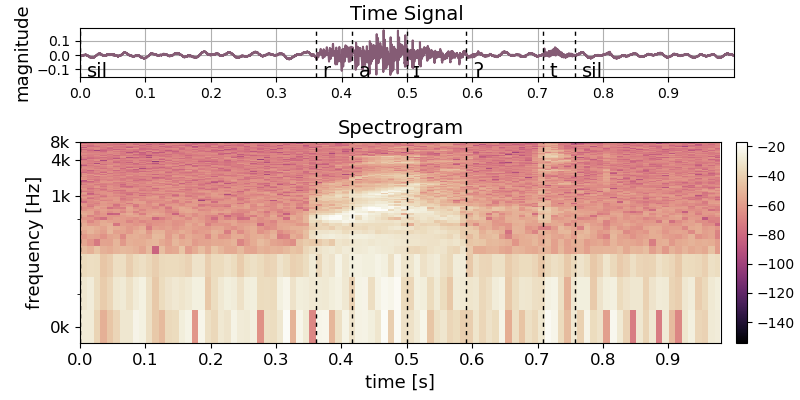 Time Signal
magnitude
0.1
0.0
−0.1
sil r a ɪ ʔ t sil
0.0 0.1 0.2 0.3 0.4 0.5 0.6 0.7 0.8 0.9
Spectrogram
frequency [Hz]
8k
4k
1k
0k
0.0 0.1 0.2 0.3 0.4 0.5 0.6 0.7 0.8 0.9
time [s]
−20
−40
−60
−80
−100
−120
−140